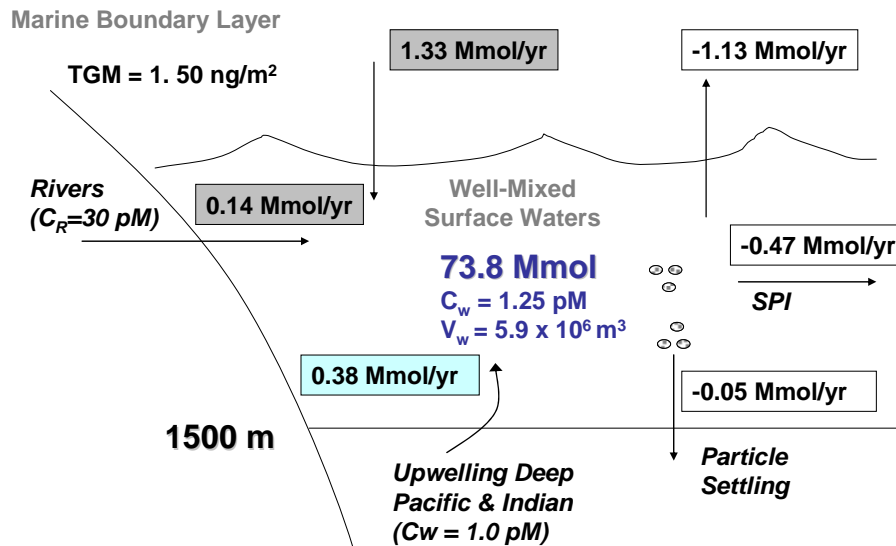 Marine Boundary Layer
TGM = 1. 50 ng/m²
1.33 Mmol/yr
-1.13 Mmol/yr
Rivers
(C_R=30 pM)
0.14 Mmol/yr
Well-Mixed
Surface Waters
73.8 Mmol
C_w = 1.25 pM
V_w = 5.9 x 10⁶ m³
-0.47 Mmol/yr
SPI
0.38 Mmol/yr
-0.05 Mmol/yr
1500 m
Upwelling Deep
Pacific & Indian
(Cw = 1.0 pM)
Particle
Settling